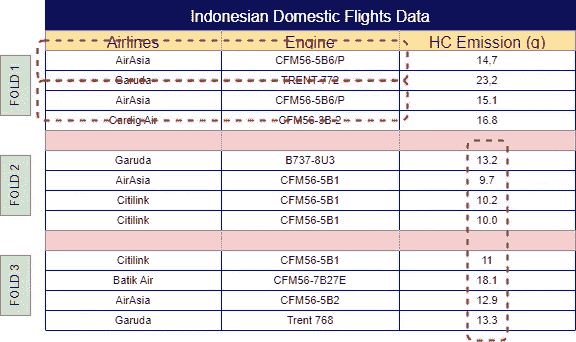 Indonesian Domestic Flights Data
Airlines Engine HC Emission (g)
FOLD 1
AirAsia CFM56-5B6/P 14,7
Garuda TRENT 772 23,2
AirAsia CFM56-5B6/P 15.1
Cardig Air CFM56-3B-2 16.8
FOLD 2
Garuda B737-8U3 13.2
AirAsia CFM56-5B1 9.7
Citilink CFM56-5B1 10.2
Citilink CFM56-5B1 10.0
FOLD 3
Citilink CFM56-5B1 11
Batik Air CFM56-7B27E 18.1
AirAsia CFM56-5B2 12.9
Garuda Trent 768 13.3